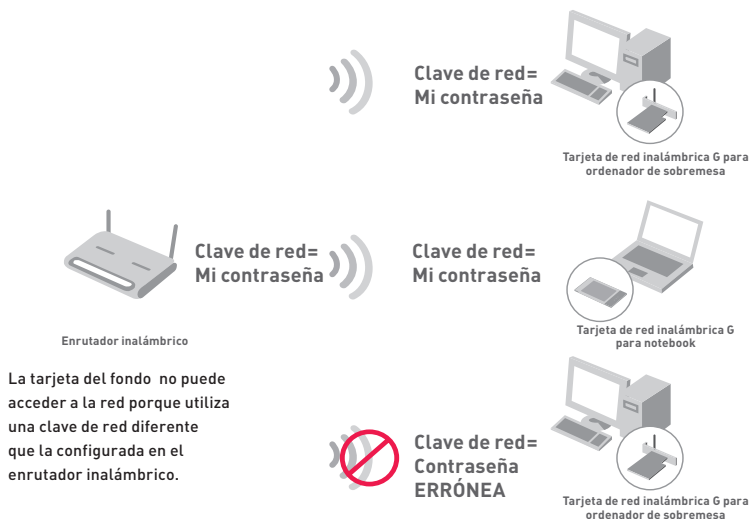 Clave de red=
Mi contraseña
Tarjeta de red inalámbrica G para
ordenador de sobremesa
Clave de red=
Mi contraseña
Clave de red=
Mi contraseña
Enrutador inalámbrico
Tarjeta de red inalámbrica G
para notebook
La tarjeta del fondo no puede
acceder a la red porque utiliza
una clave de red diferente
que la configurada en el
enrutador inalámbrico.
Clave de red=
Contraseña
ERRÓNEA
Tarjeta de red inalámbrica G para
ordenador de sobremesa